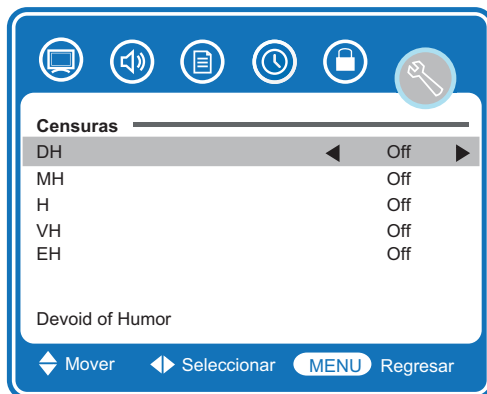 Censuras
DH Off
MH Off
H Off
VH Off
EH Off
Devoid of Humor
Mover Seleccionar MENU Regresar